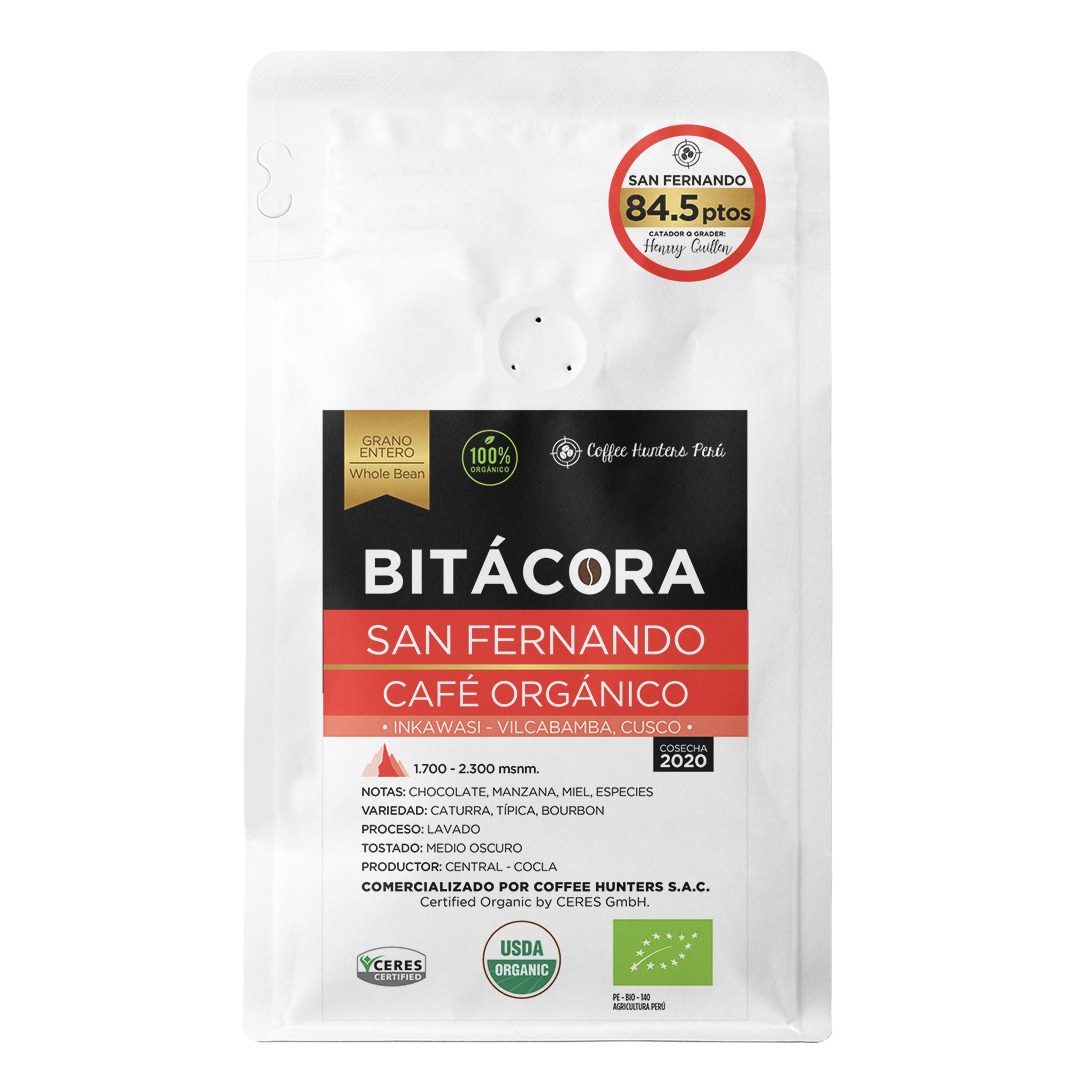 SAN FERNANDO
84.5 ptos
CATADOR Q GRADER:
Henrry Guillen
GRANO
ENTERO
Whole Bean
100%
ORGÁNICO
Coffee Hunters Perú
BITÁCORA
SAN FERNANDO
CAFÉ ORGÁNICO
• INKAWASI - VILCABAMBA, CUSCO •
COSECHA
2020
1.700 - 2.300 msnm.
NOTAS: CHOCOLATE, MANZANA, MIEL, ESPECIES
VARIEDAD: CATURRA, TÍPICA, BOURBON
PROCESO: LAVADO
TOSTADO: MEDIO OSCURO
PRODUCTOR: CENTRAL - COCLA
COMERCIALIZADO POR COFFEE HUNTERS S.A.C.
Certified Organic by CERES GmbH.
CERES
CERTIFIED
USDA
ORGANIC
PE - BIO - 140
AGRICULTURA PERÚ